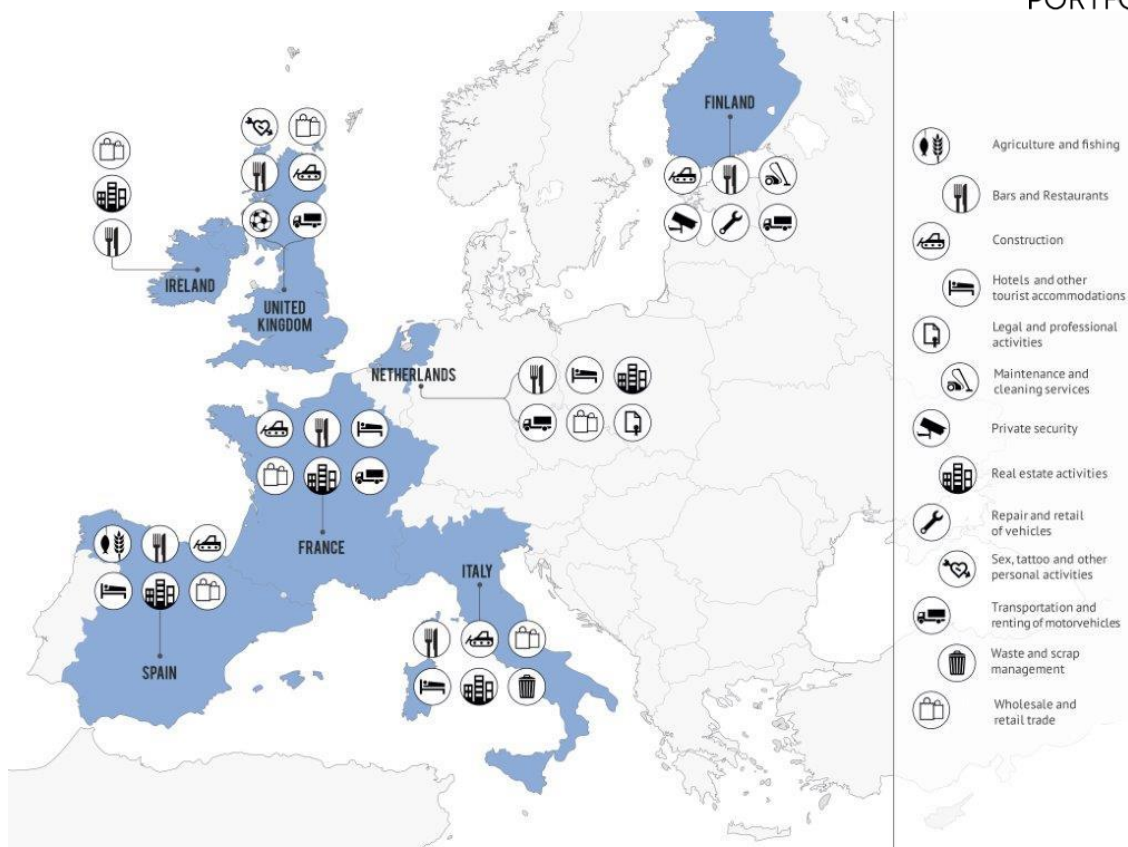 FINLAND
IRELAND
UNITED
KINGDOM
NETHERLANDS
FRANCE
ITALY
SPAIN
Agriculture and fishing
Bars and Restaurants
Construction
Hotels and other
tourist accommodations
Legal and professional
activities
Maintenance and
cleaning services
Private security
Real estate activities
Repair and retail
of vehicles
Sex, tattoo and other
personal activities
Transportation and
renting of motorvehicles
Waste and scrap
management
Wholesale and
retail trade